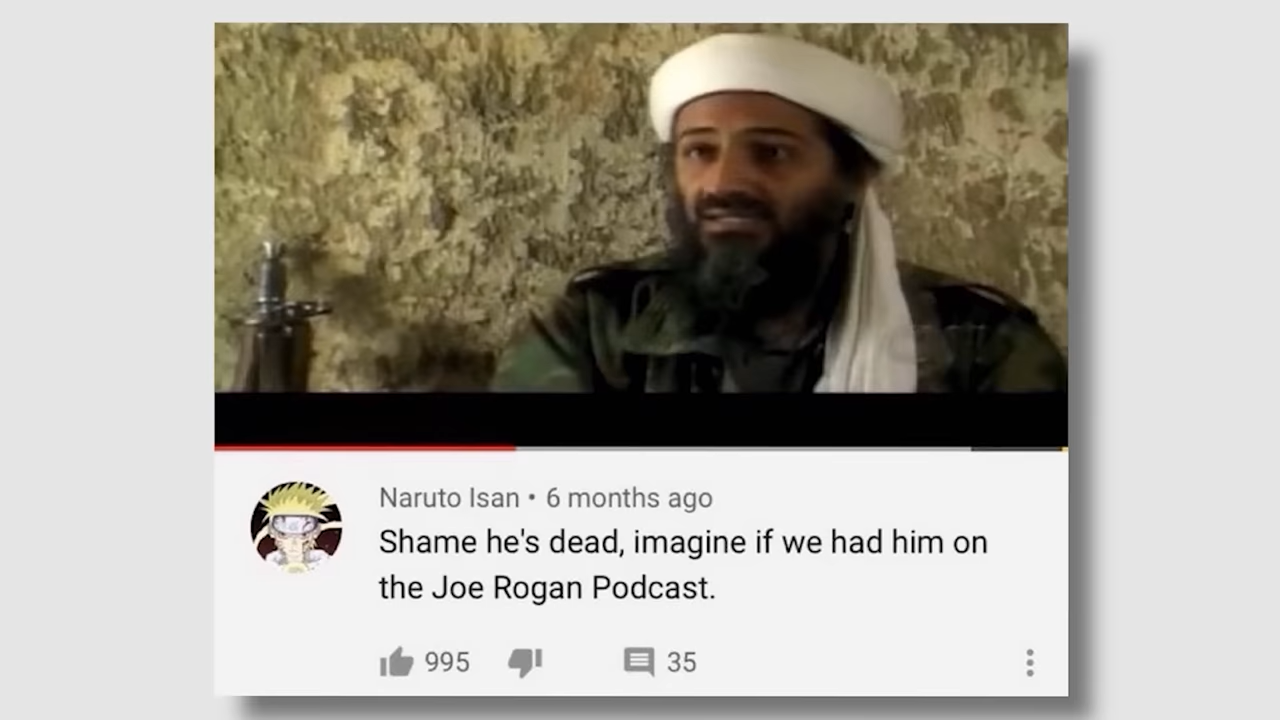 Naruto Isan • 6 months ago
Shame he's dead, imagine if we had him on
the Joe Rogan Podcast.
995 35